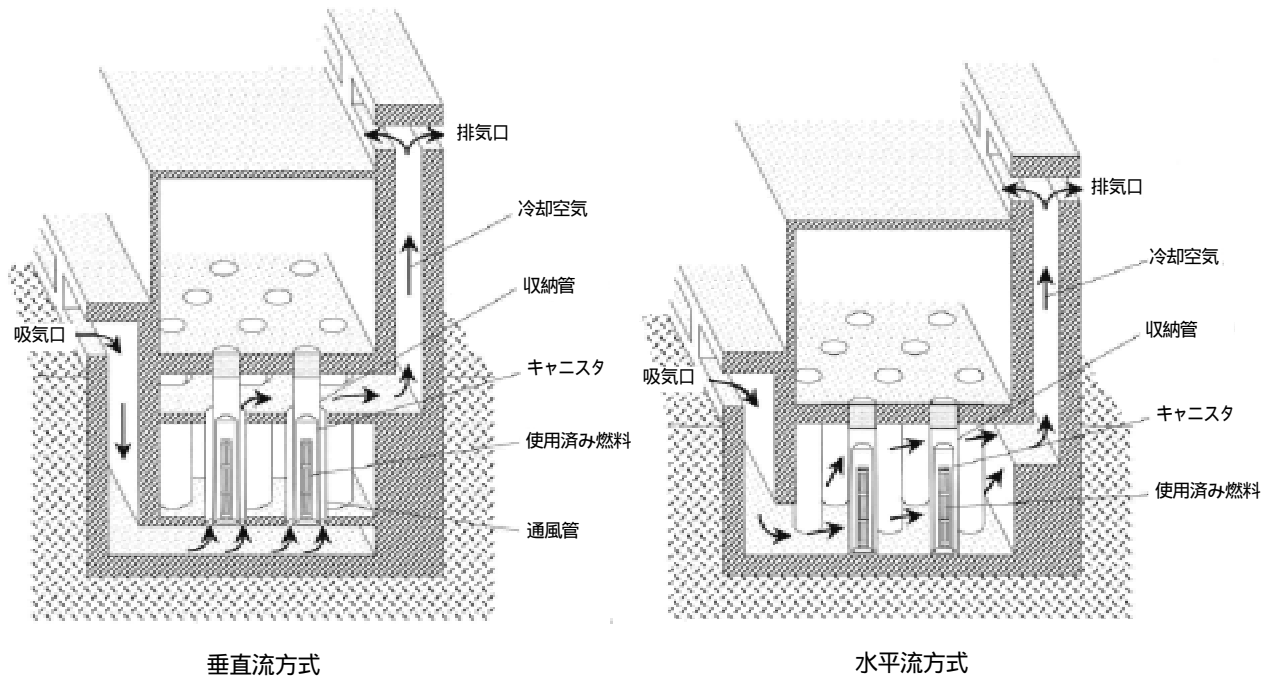 排気口
冷却空気
収納管
吸気口
キャニスタ
使用済み燃料
通風管
垂直流方式
排気口
冷却空気
収納管
吸気口
キャニスタ
使用済み燃料
水平流方式